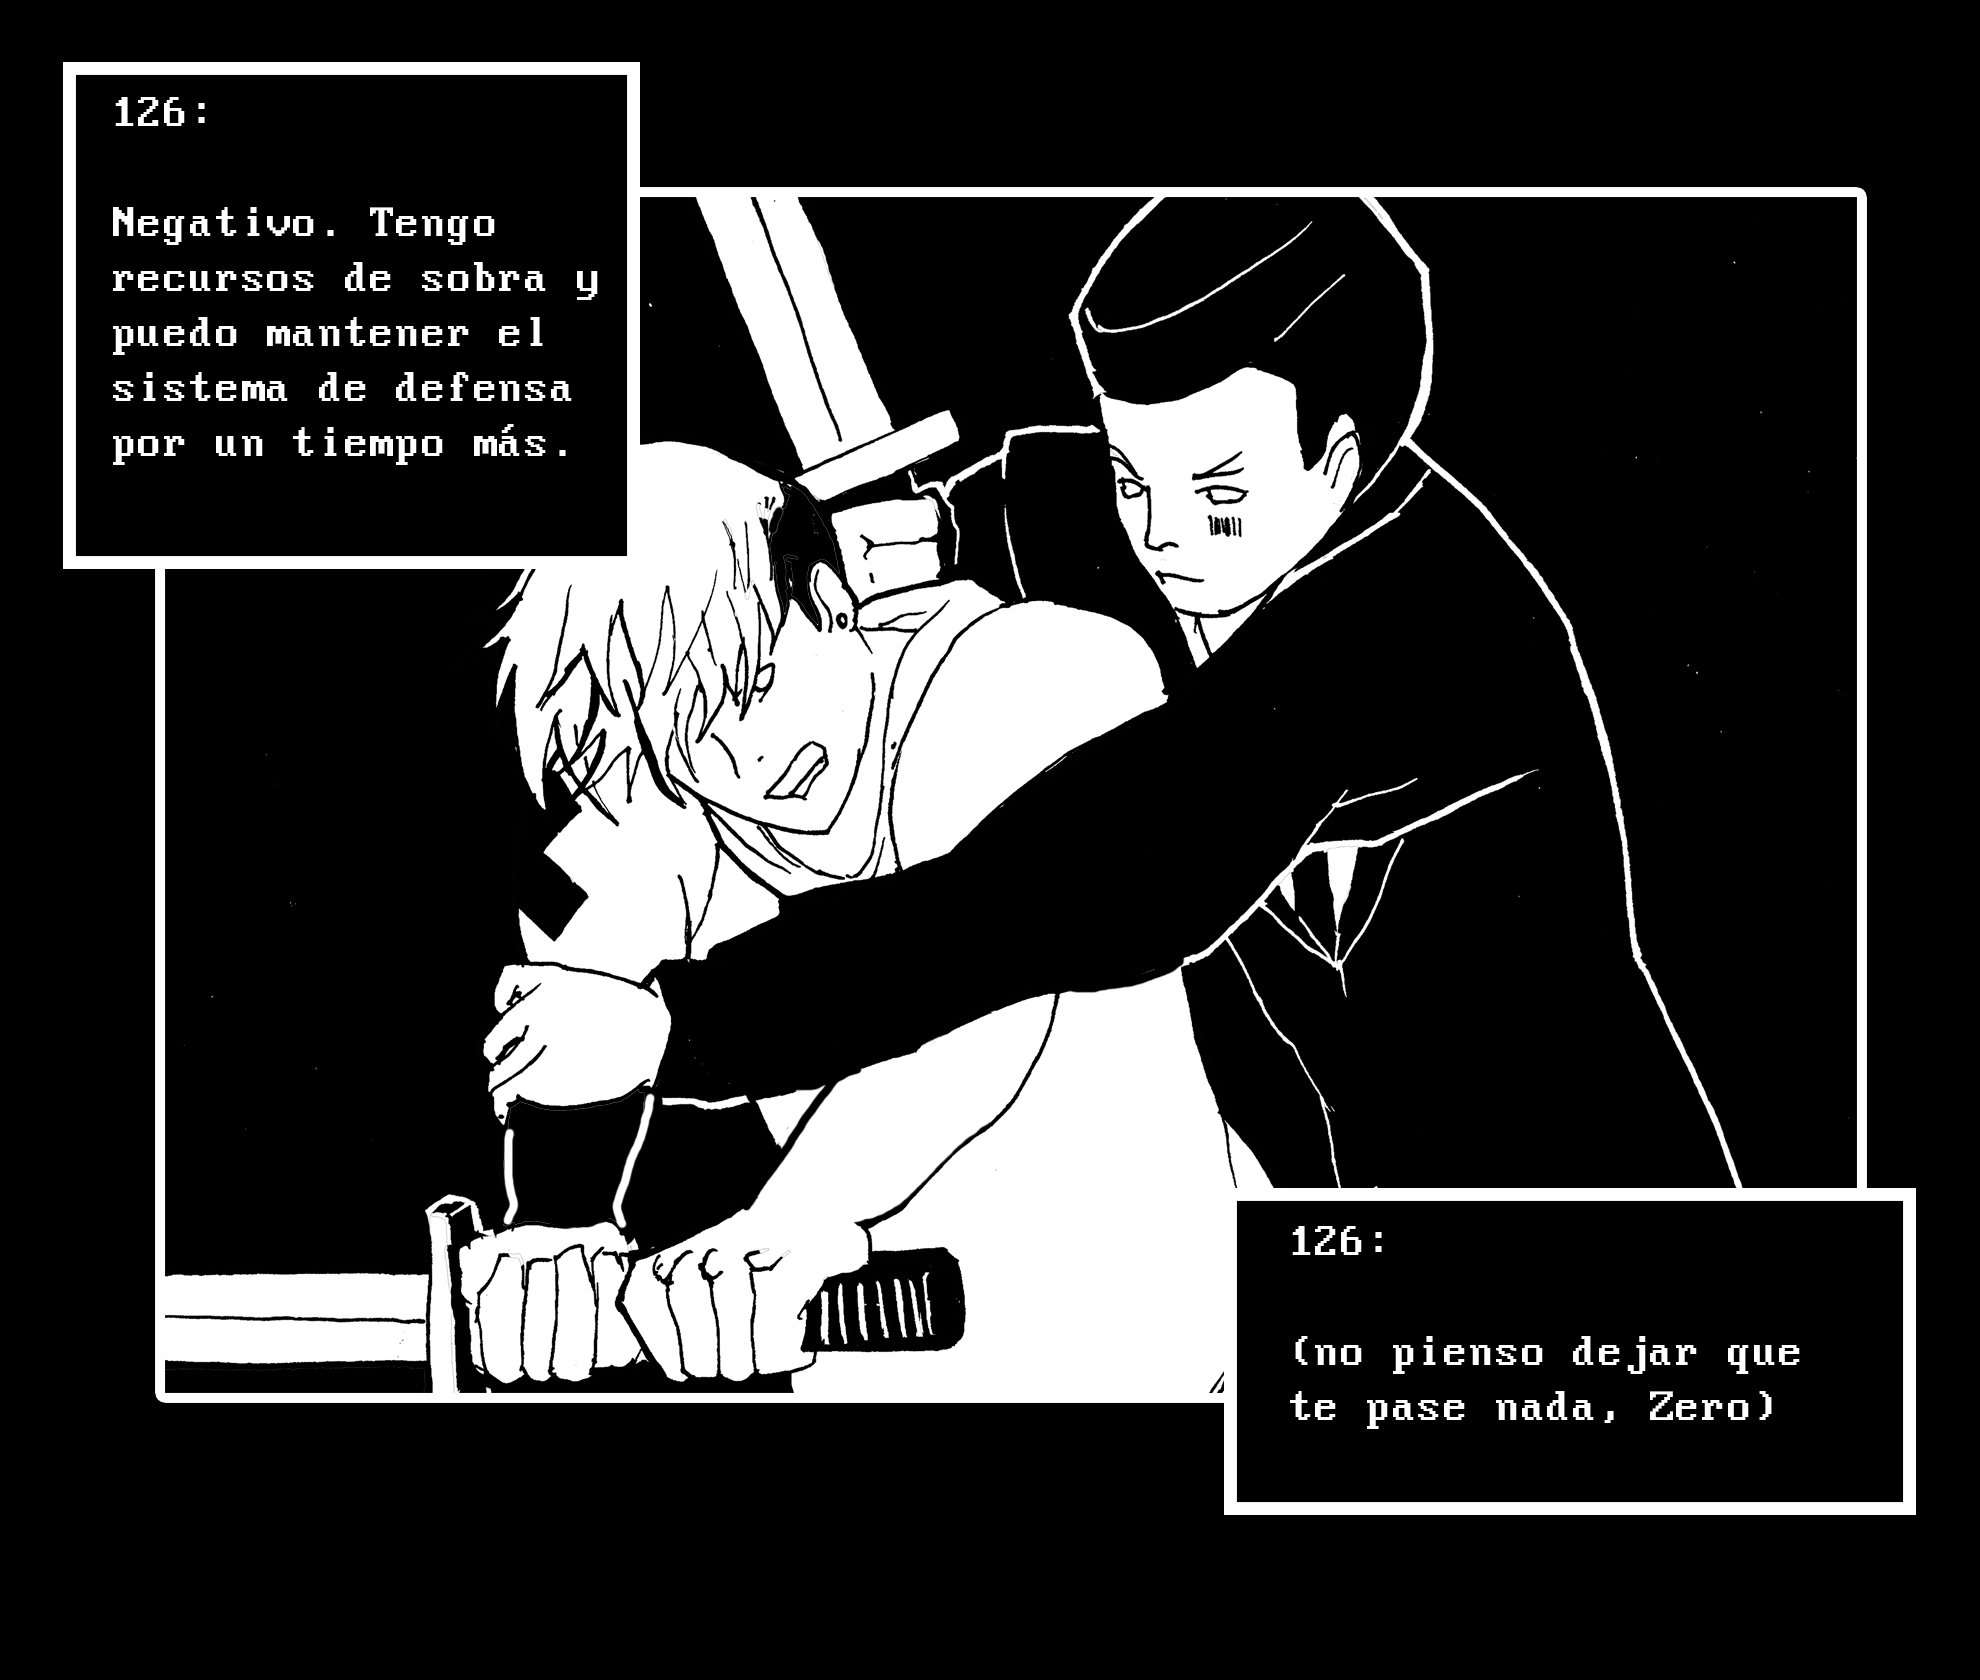 126:
Negativo. Tengo
recursos de sobra y
puedo mantener el
sistema de defensa
por un tiempo más.
126:
(no pienso dejar que
te pase nada, Zero)